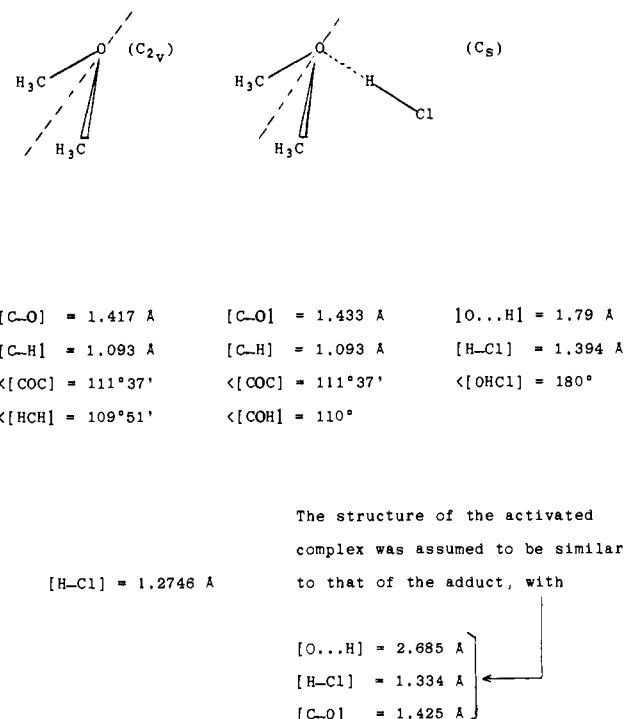 O (C2v)
H3C
H3C
O (Cs)
H3C
H
Cl
H3C
[C—O] = 1.417 Å [C—O] = 1.433 Å [O...H] = 1.79 Å
[C—H] = 1.093 Å [C—H] = 1.093 Å [H—Cl] = 1.394 Å
<[COC] = 111°37' <[COC] = 111°37' <[OHCl] = 180°
<[HCH] = 109°51' <[COH] = 110°
The structure of the activated
complex was assumed to be similar
[H—Cl] = 1.2746 Å to that of the adduct, with
[O...H] = 2.685 Å
[H—Cl] = 1.334 Å
[C—O] = 1.425 Å